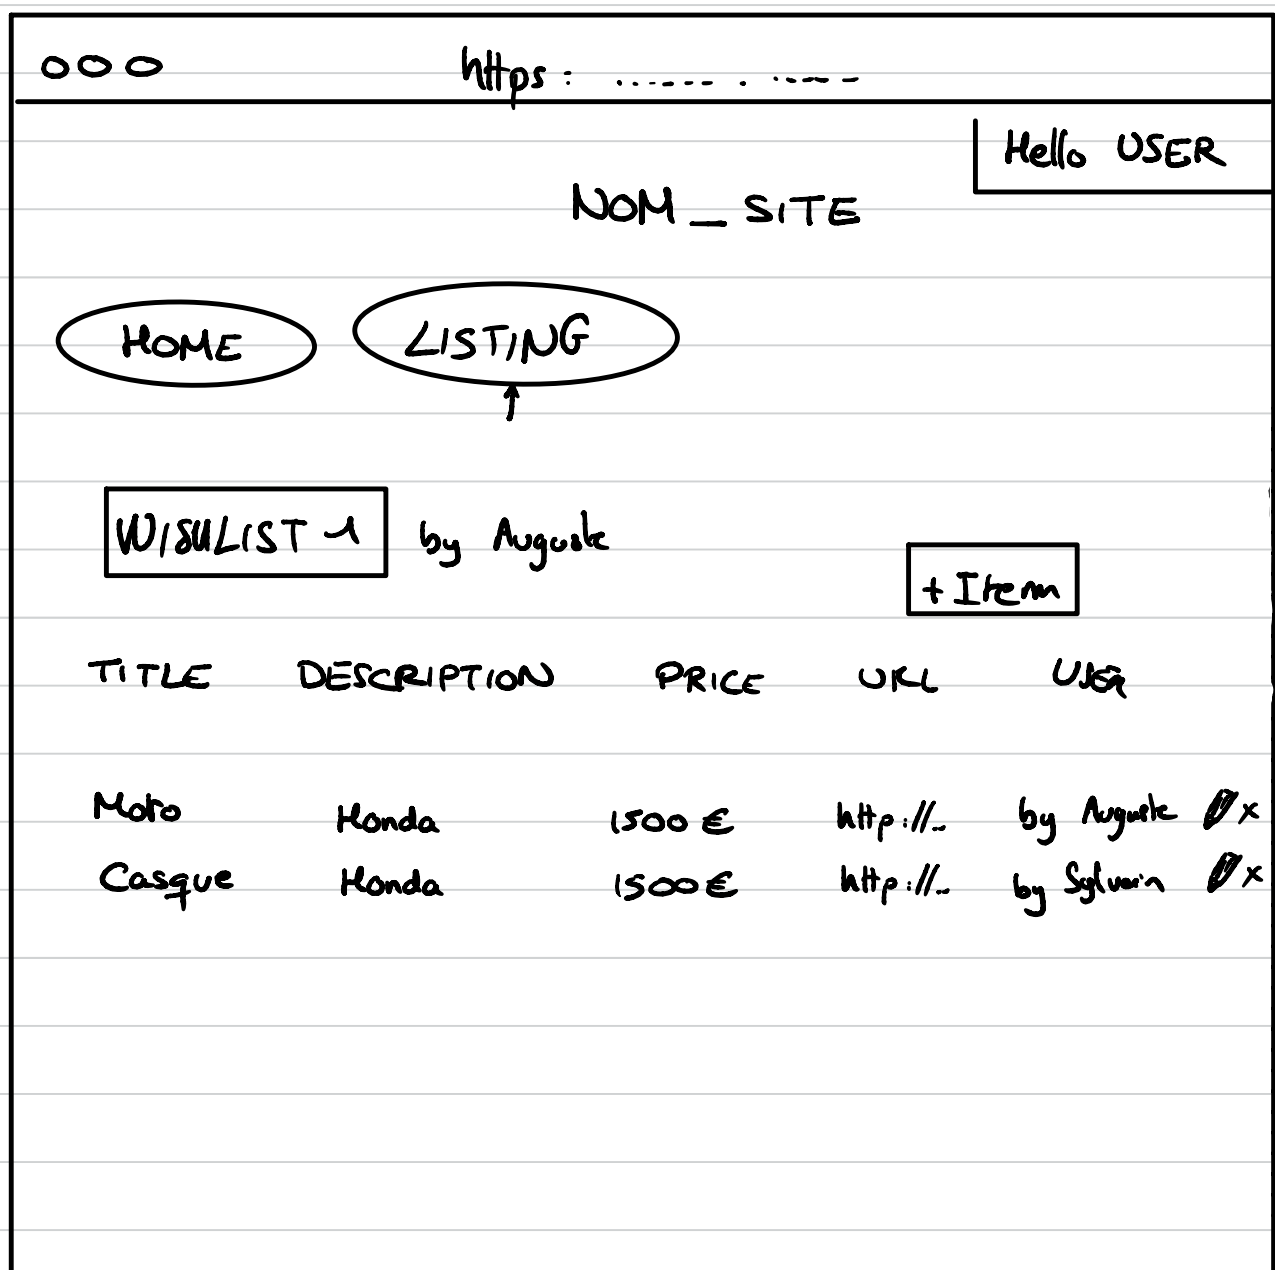 https: ...... . ....
Hello USER
NOM_SITE
HOME LISTING
WISHLIST 1 by Auguste
+ Item
TITLE DESCRIPTION PRICE URL USER
Moto Honda 1500 € http://... by Auguste x
Casque Honda 1500 € http://... by Sylvain x